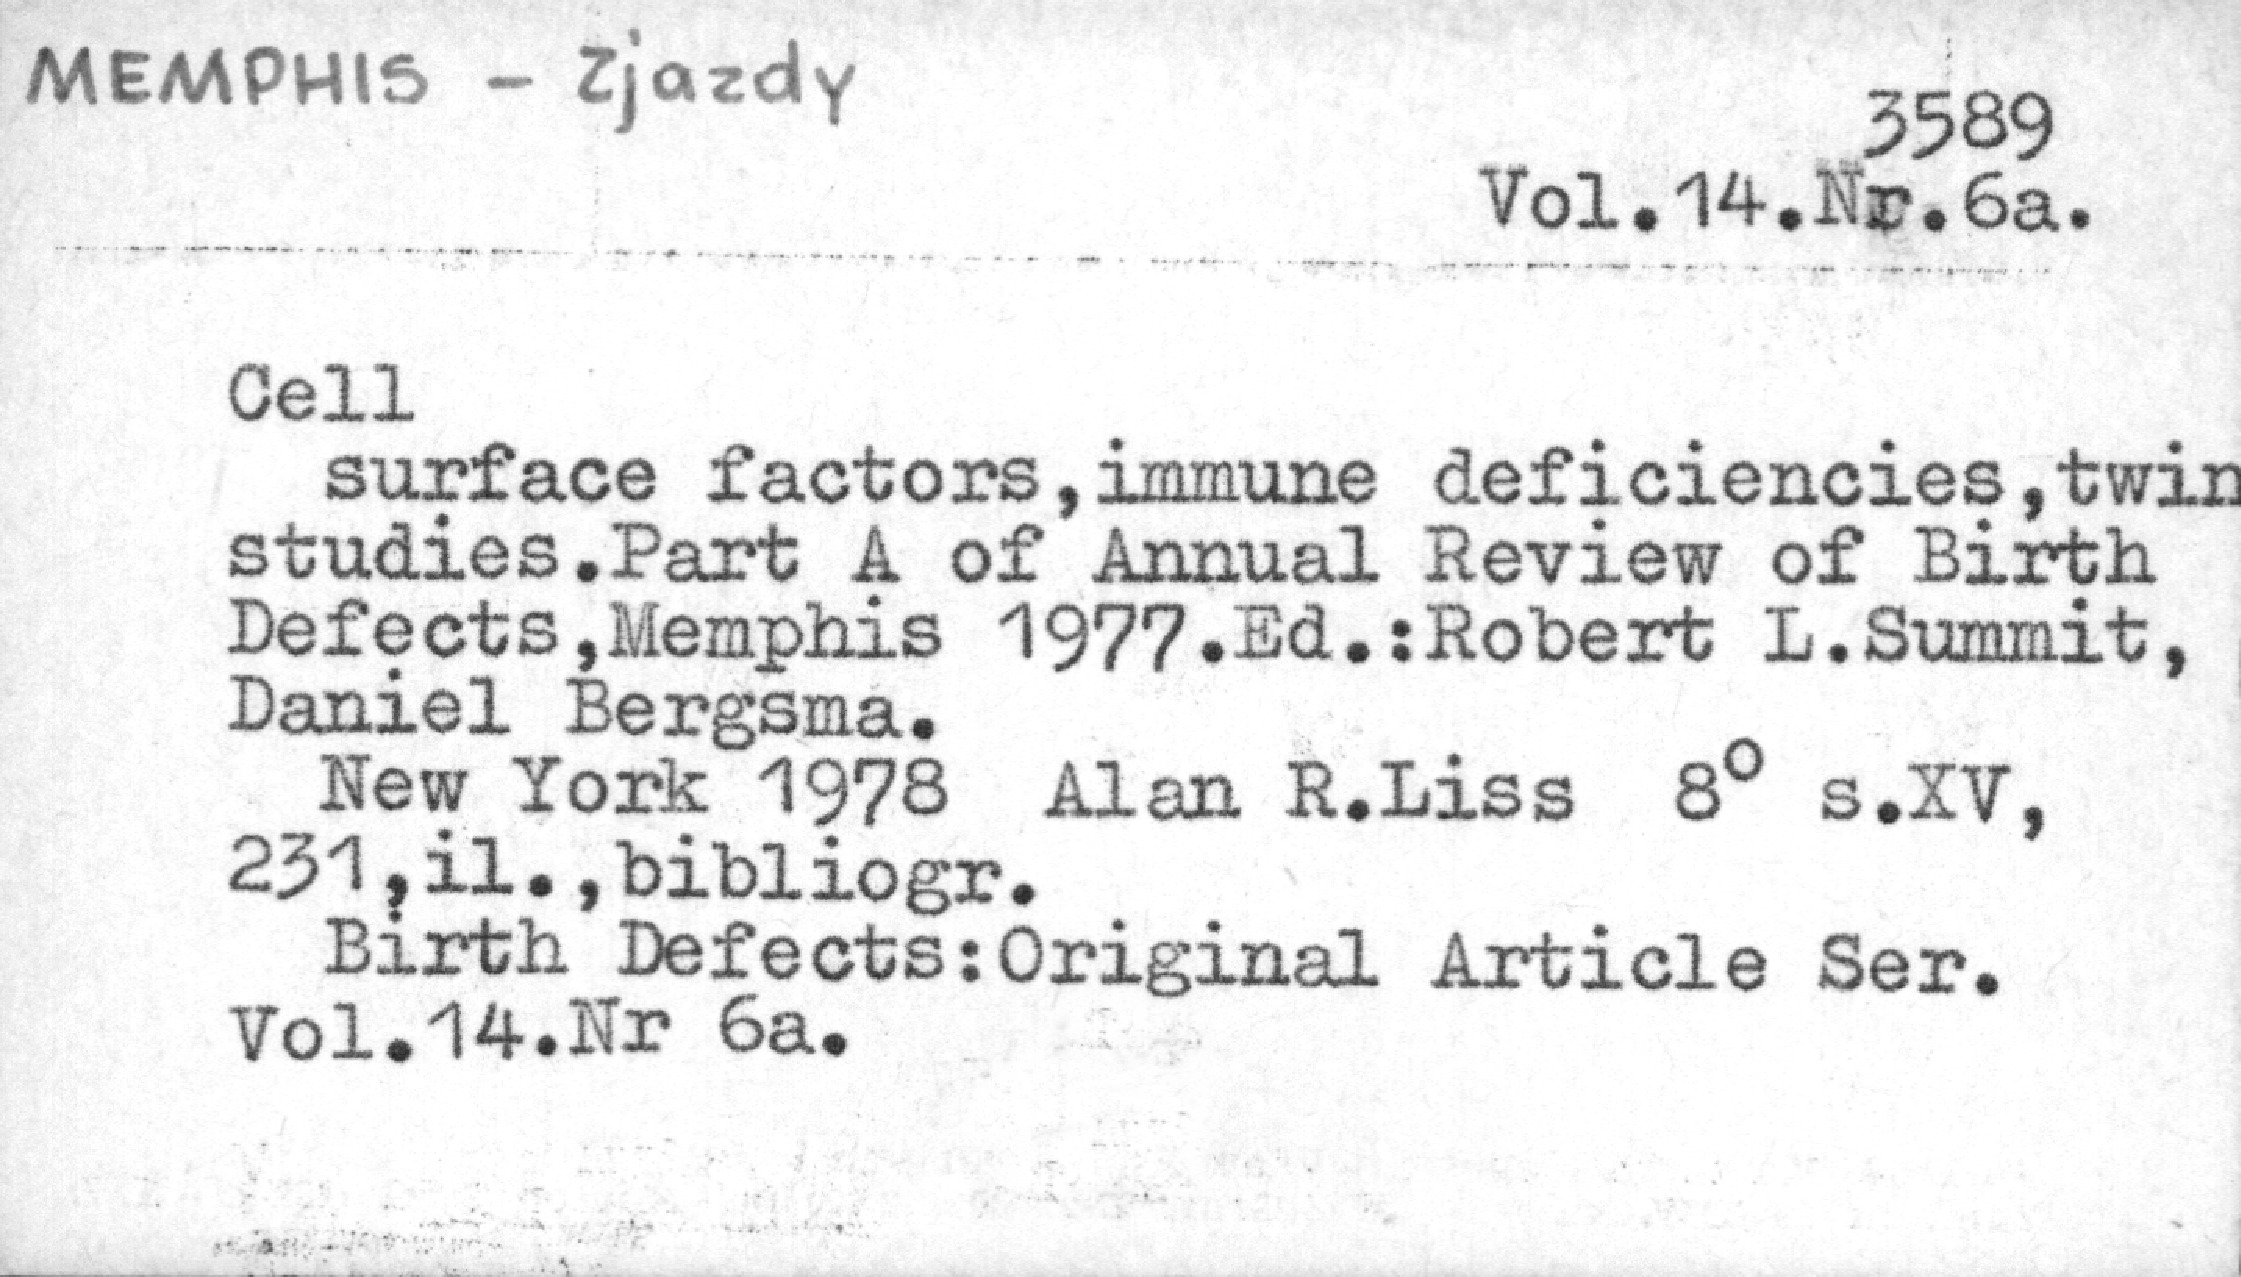 MEMPHIS - Zjazdy
3589
Vol.14.Nr.6a.
Cell
surface factors,immune deficiencies,twin
studies.Part A of Annual Review of Birth
Defects,Memphis 1977.Ed.:Robert L.Summit,
Daniel Bergsma.
New York 1978 Alan R.Liss 8° s.XV,
231,il.,bibliogr.
Birth Defects:Original Article Ser.
Vol.14.Nr 6a.